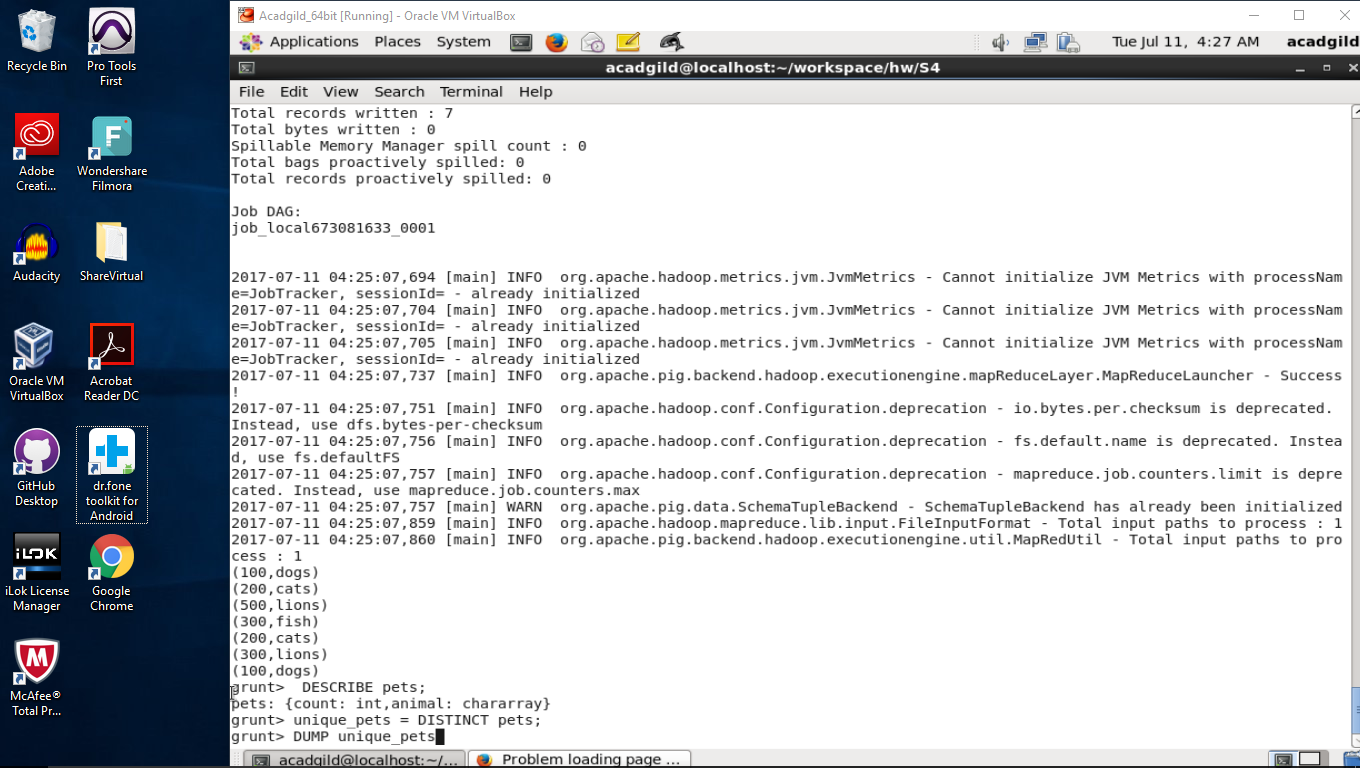 Acadgild_64bit [Running] - Oracle VM VirtualBox
Applications Places System
Tue Jul 11, 4:27 AM acadgild
acadgild@localhost:~/workspace/hw/S4
File Edit View Search Terminal Help
Total records written : 7
Total bytes written : 0
Spillable Memory Manager spill count : 0
Total bags proactively spilled: 0
Total records proactively spilled: 0
Job DAG:
job_local673081633_0001
2017-07-11 04:25:07,694 [main] INFO  org.apache.hadoop.metrics.jvm.JvmMetrics - Cannot initialize JVM Metrics with processNam
e=JobTracker, sessionId= - already initialized
2017-07-11 04:25:07,704 [main] INFO  org.apache.hadoop.metrics.jvm.JvmMetrics - Cannot initialize JVM Metrics with processNam
e=JobTracker, sessionId= - already initialized
2017-07-11 04:25:07,705 [main] INFO  org.apache.hadoop.metrics.jvm.JvmMetrics - Cannot initialize JVM Metrics with processNam
e=JobTracker, sessionId= - already initialized
2017-07-11 04:25:07,737 [main] INFO  org.apache.pig.backend.hadoop.executionengine.mapReduceLayer.MapReduceLauncher - Success
!
2017-07-11 04:25:07,751 [main] INFO  org.apache.hadoop.conf.Configuration.deprecation - io.bytes.per.checksum is deprecated.
Instead, use dfs.bytes-per-checksum
2017-07-11 04:25:07,756 [main] INFO  org.apache.hadoop.conf.Configuration.deprecation - fs.default.name is deprecated. Instea
d, use fs.defaultFS
2017-07-11 04:25:07,757 [main] INFO  org.apache.hadoop.conf.Configuration.deprecation - mapreduce.job.counters.limit is depre
cated. Instead, use mapreduce.job.counters.max
2017-07-11 04:25:07,757 [main] WARN  org.apache.pig.data.SchemaTupleBackend - SchemaTupleBackend has already been initialized
2017-07-11 04:25:07,859 [main] INFO  org.apache.hadoop.mapreduce.lib.input.FileInputFormat - Total input paths to process : 1
2017-07-11 04:25:07,860 [main] INFO  org.apache.pig.backend.hadoop.executionengine.util.MapRedUtil - Total input paths to pro
cess : 1
(100,dogs)
(200,cats)
(500,lions)
(300,fish)
(200,cats)
(300,lions)
(100,dogs)
grunt>  DESCRIBE pets;
pets: {count: int,animal: chararray}
grunt> unique_pets = DISTINCT pets;
grunt> DUMP unique_pets
acadgild@localhost:~/...
Problem loading page ...
Recycle Bin
Pro Tools
First
Adobe
Creati...
Wondershare
Filmora
Audacity
ShareVirtual
Oracle VM
VirtualBox
Acrobat
Reader DC
GitHub
Desktop
dr.fone
toolkit for
Android
iLOK
iLok License
Manager
Google
Chrome
McAfee®
Total Pr...